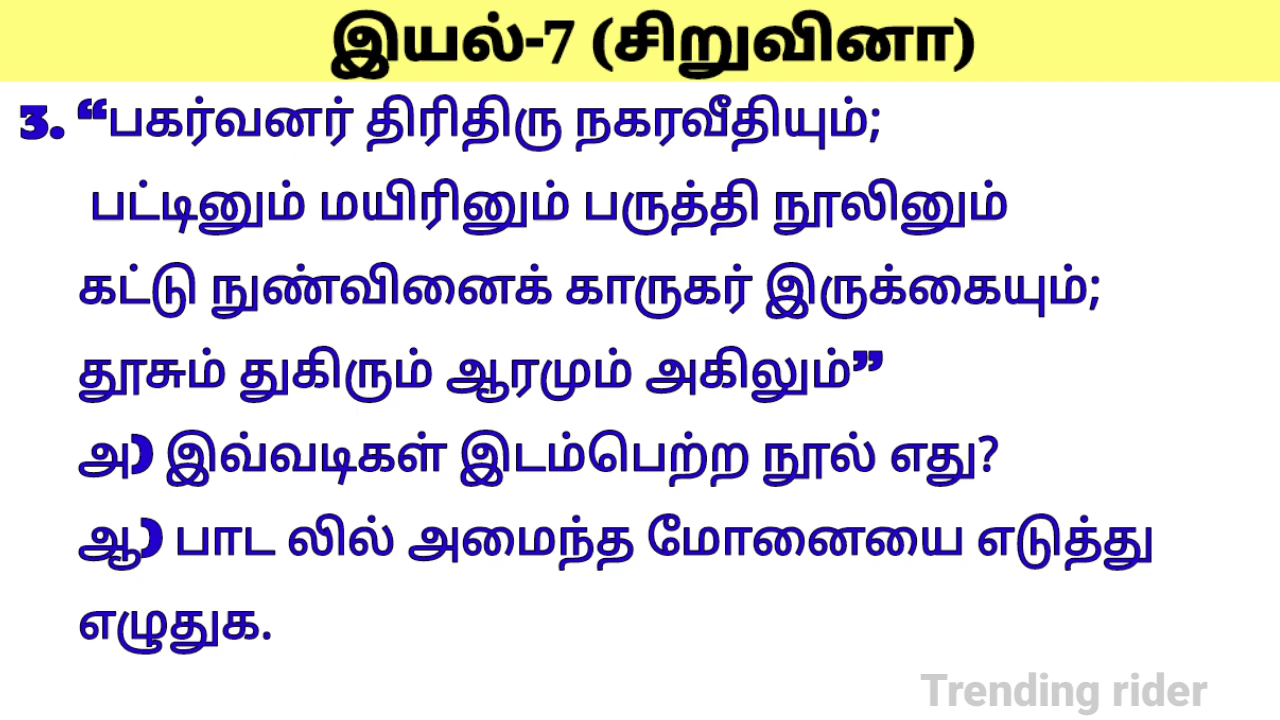 இயல்-7 (சிறுவினா)
3. “பகர்வனர் திரிதிரு நகரவீதியும்;
பட்டினும் மயிரினும் பருத்தி நூலினும்
கட்டு நுண்வினைக் காருகர் இருக்கையும்;
தூசும் துகிரும் ஆரமும் அகிலும்”
அ) இவ்வடிகள் இடம்பெற்ற நூல் எது?
ஆ) பாட லில் அமைந்த மோனையை எடுத்து
எழுதுக.
Trending rider